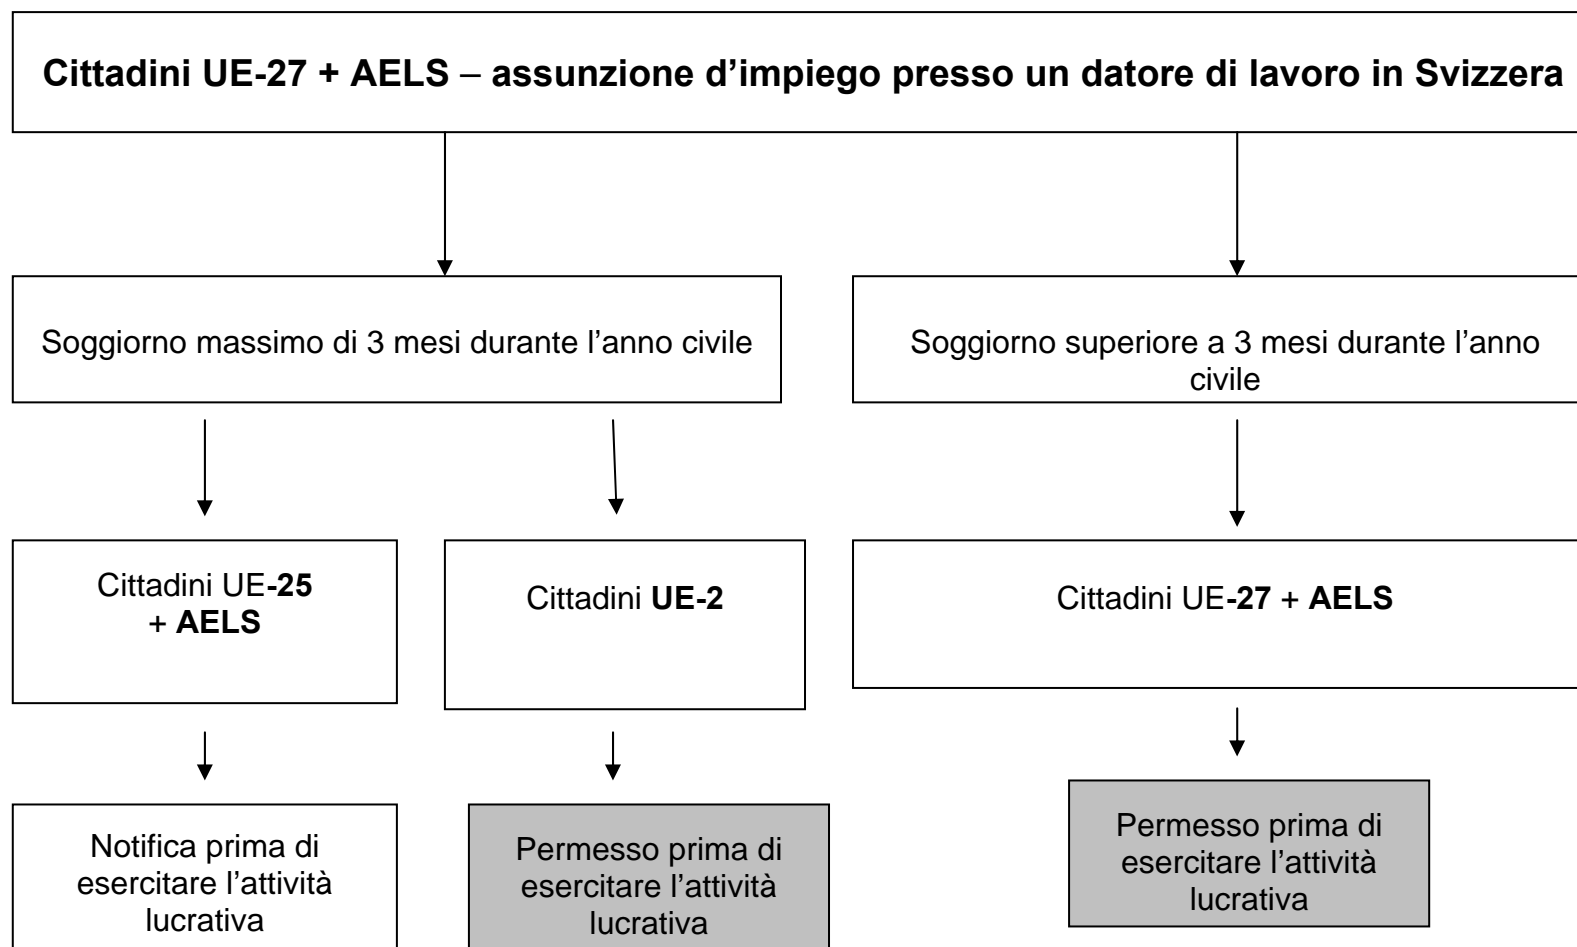 Cittadini UE-27 + AELS – assunzione d’impiego presso un datore di lavoro in Svizzera
Soggiorno massimo di 3 mesi durante l’anno civile
Soggiorno superiore a 3 mesi durante l’anno
civile
Cittadini UE-25
+ AELS
Cittadini UE-2
Cittadini UE-27 + AELS
Notifica prima di
esercitare l’attività
lucrativa
Permesso prima di
esercitare l’attività
lucrativa
Permesso prima di
esercitare l’attività
lucrativa